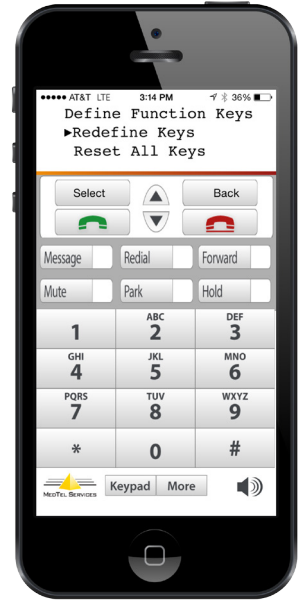 AT&T LTE 3:14 PM 36%
Define Function Keys
▶Redefine Keys
Reset All Keys
Select Back
Message Redial Forward
Mute Park Hold
ABC DEF
1 2 3
GHI JKL MNO
4 5 6
PQRS TUV WXYZ
7 8 9
* 0 #
MEDTEL SERVICES Keypad More